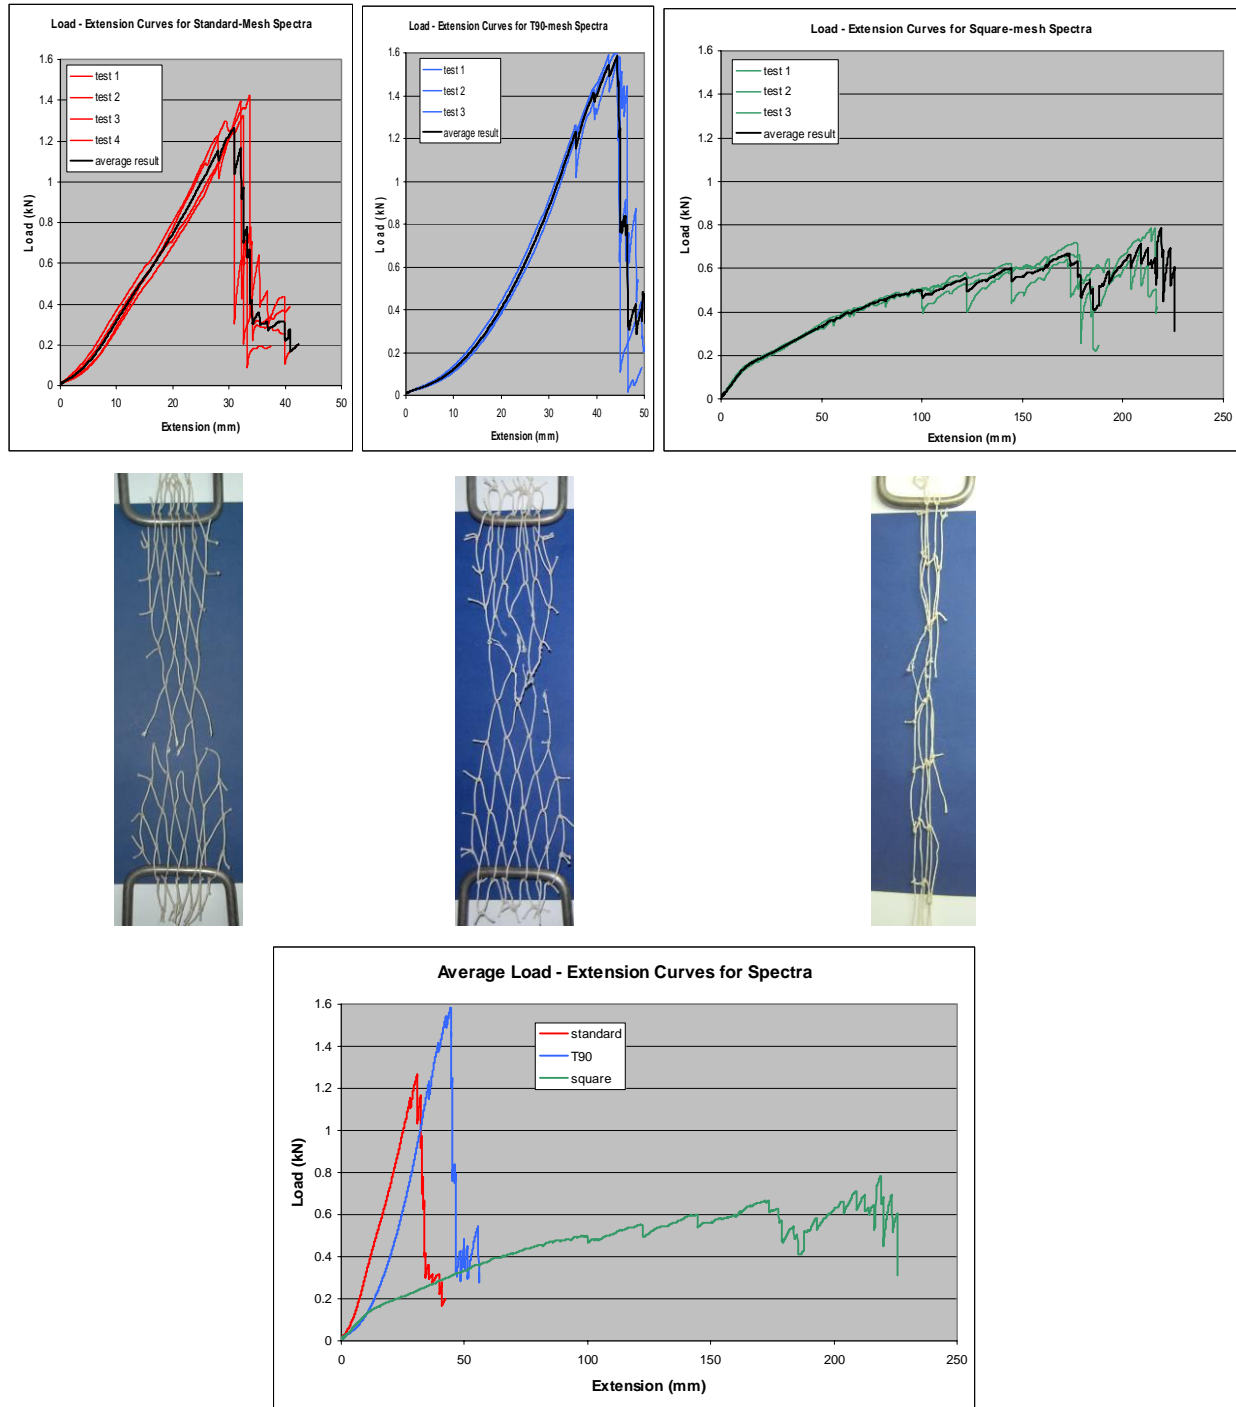 Load - Extension Curves for Standard-Mesh Spectra
1.6
1.4
1.2
1
0.8
0.6
0.4
0.2
0
Load (kN)
test 1
test 2
test 3
test 4
average result
0 10 20 30 40 50
Extension (mm)
Load - Extension Curves for T90-mesh Spectra
1.6
1.4
1.2
1
0.8
0.6
0.4
0.2
0
Load (kN)
test 1
test 2
test 3
average result
0 10 20 30 40 50
Extension (mm)
Load - Extension Curves for Square-mesh Spectra
1.6
1.4
1.2
1
0.8
0.6
0.4
0.2
0
Load (kN)
test 1
test 2
test 3
average result
0 50 100 150 200 250
Extension (mm)
Average Load - Extension Curves for Spectra
1.6
1.4
1.2
1
0.8
0.6
0.4
0.2
0
Load (kN)
standard
T90
square
0 50 100 150 200 250
Extension (mm)